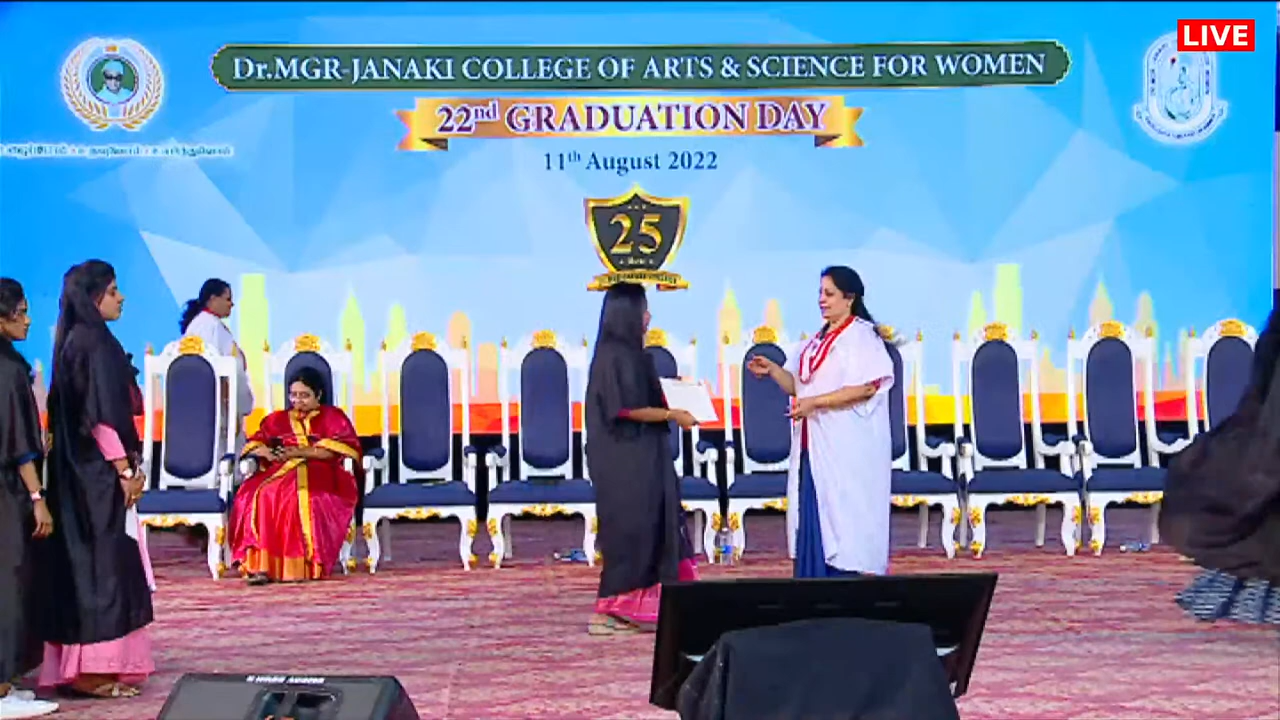 LIVE
Dr.MGR-JANAKI COLLEGE OF ARTS & SCIENCE FOR WOMEN
22nd GRADUATION DAY
11th August 2022
25